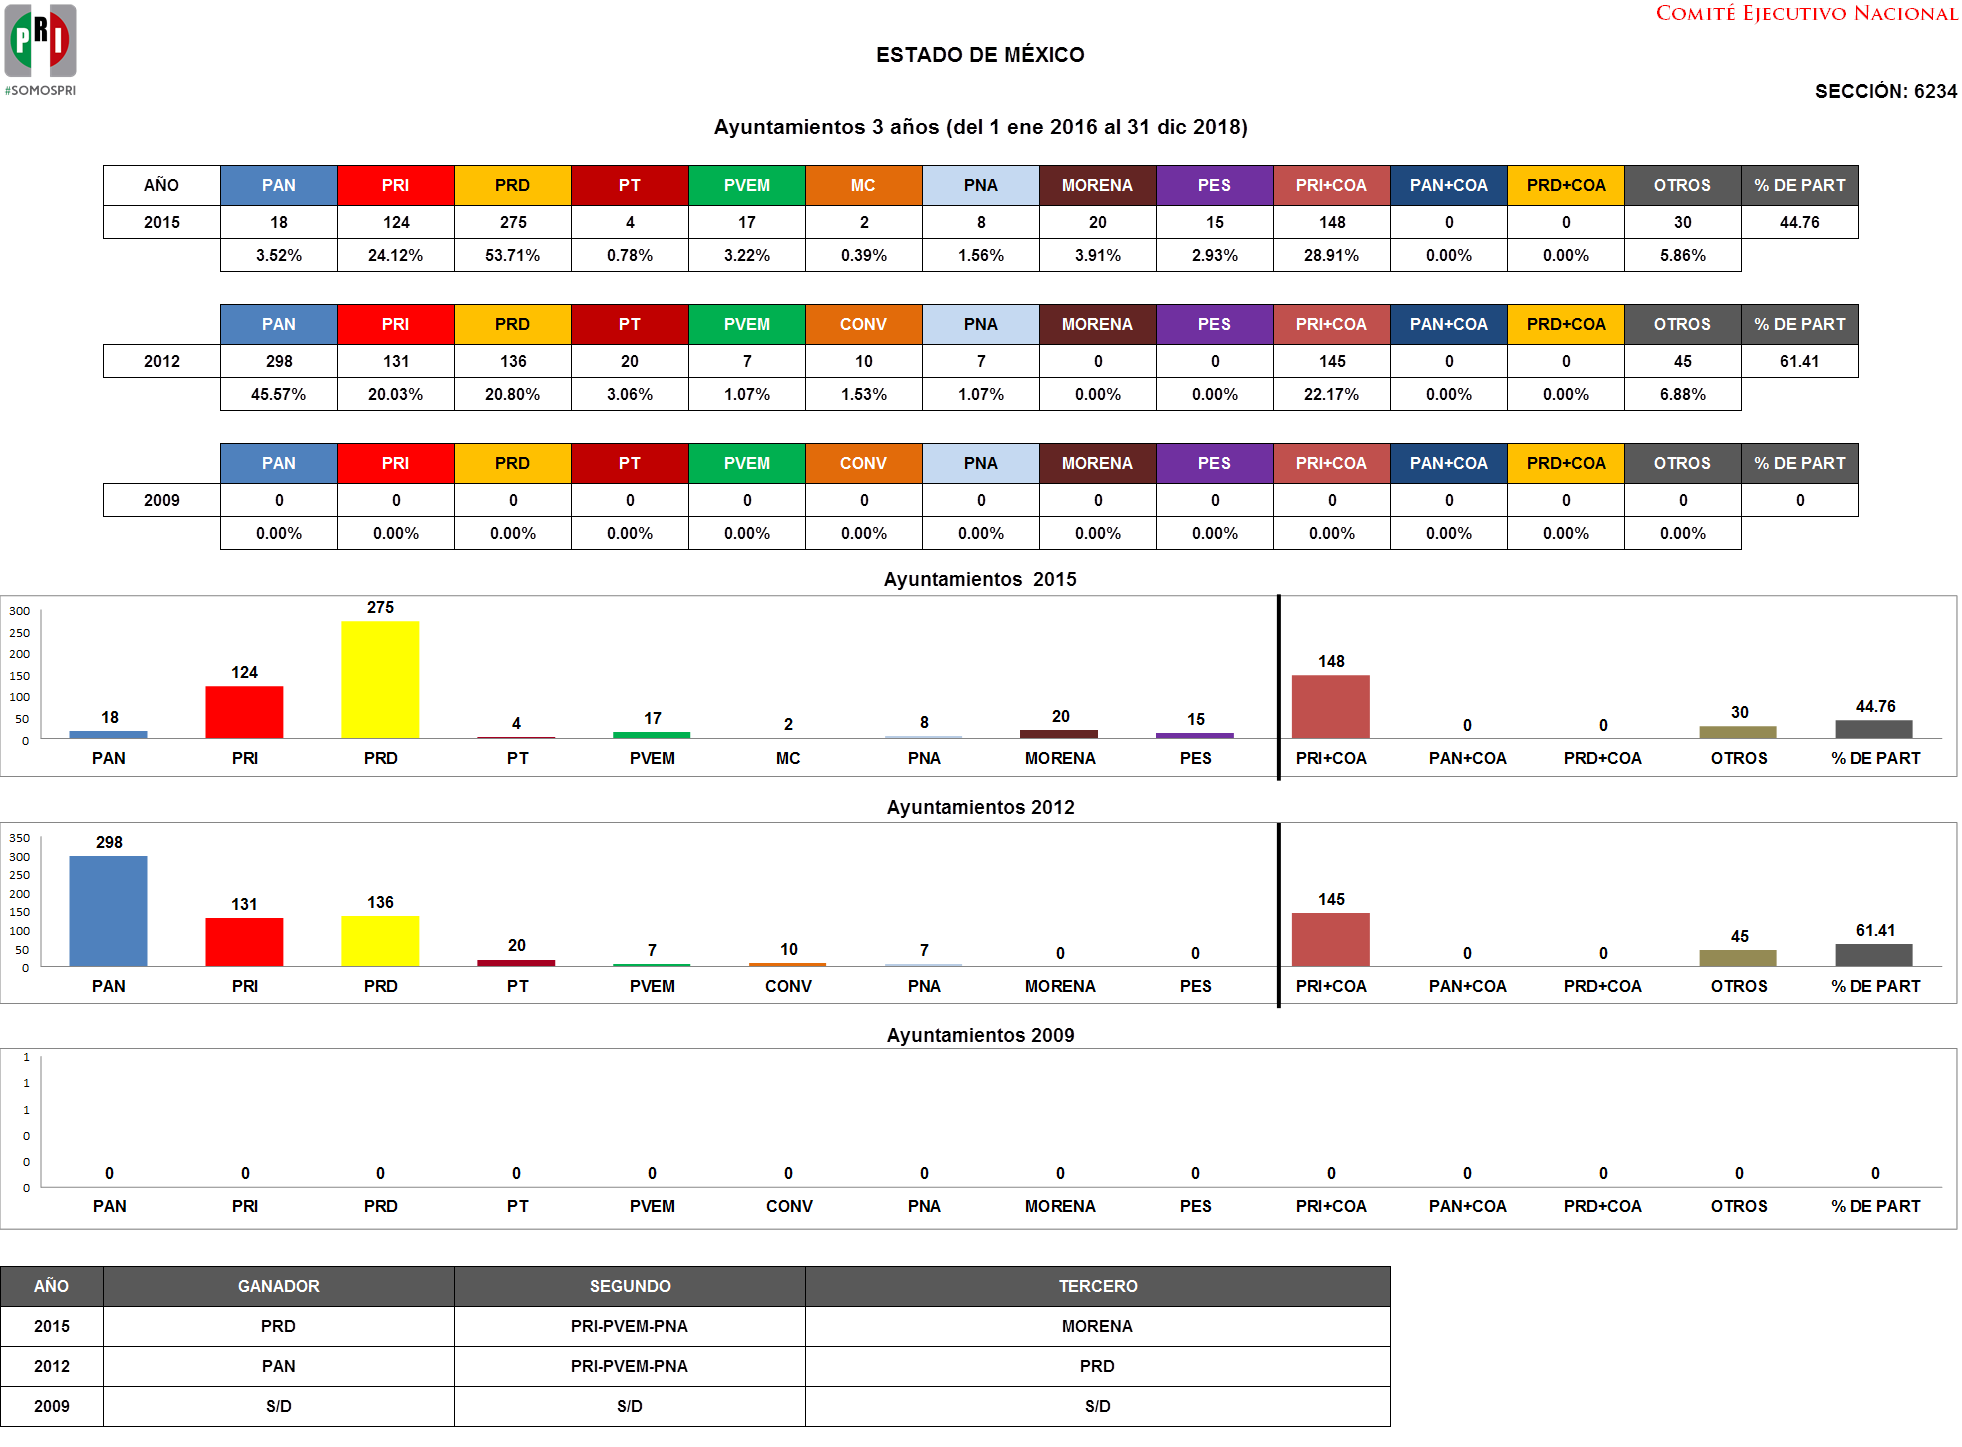 PRI
#SOMOSPRI
COMITÉ EJECUTIVO NACIONAL
ESTADO DE MÉXICO
SECCIÓN: 6234
Ayuntamientos 3 años (del 1 ene 2016 al 31 dic 2018)
AÑO PAN PRI PRD PT PVEM MC PNA MORENA PES PRI+COA PAN+COA PRD+COA OTROS % DE PART
2015 18 124 275 4 17 2 8 20 15 148 0 0 30 44.76
3.52% 24.12% 53.71% 0.78% 3.22% 0.39% 1.56% 3.91% 2.93% 28.91% 0.00% 0.00% 5.86%
PAN PRI PRD PT PVEM CONV PNA MORENA PES PRI+COA PAN+COA PRD+COA OTROS % DE PART
2012 298 131 136 20 7 10 7 0 0 145 0 0 45 61.41
45.57% 20.03% 20.80% 3.06% 1.07% 1.53% 1.07% 0.00% 0.00% 22.17% 0.00% 0.00% 6.88%
PAN PRI PRD PT PVEM CONV PNA MORENA PES PRI+COA PAN+COA PRD+COA OTROS % DE PART
2009 0 0 0 0 0 0 0 0 0 0 0 0 0 0
0.00% 0.00% 0.00% 0.00% 0.00% 0.00% 0.00% 0.00% 0.00% 0.00% 0.00% 0.00% 0.00%
Ayuntamientos 2015
300
250
200
150
100
50
0
18 124 275 4 17 2 8 20 15 148 0 0 30 44.76
PAN PRI PRD PT PVEM MC PNA MORENA PES PRI+COA PAN+COA PRD+COA OTROS % DE PART
Ayuntamientos 2012
350
300
250
200
150
100
50
0
298 131 136 20 7 10 7 0 0 145 0 0 45 61.41
PAN PRI PRD PT PVEM CONV PNA MORENA PES PRI+COA PAN+COA PRD+COA OTROS % DE PART
Ayuntamientos 2009
1
1
1
0
0
0
0 0 0 0 0 0 0 0 0 0 0 0 0 0
PAN PRI PRD PT PVEM CONV PNA MORENA PES PRI+COA PAN+COA PRD+COA OTROS % DE PART
AÑO GANADOR SEGUNDO TERCERO
2015 PRD PRI-PVEM-PNA MORENA
2012 PAN PRI-PVEM-PNA PRD
2009 S/D S/D S/D